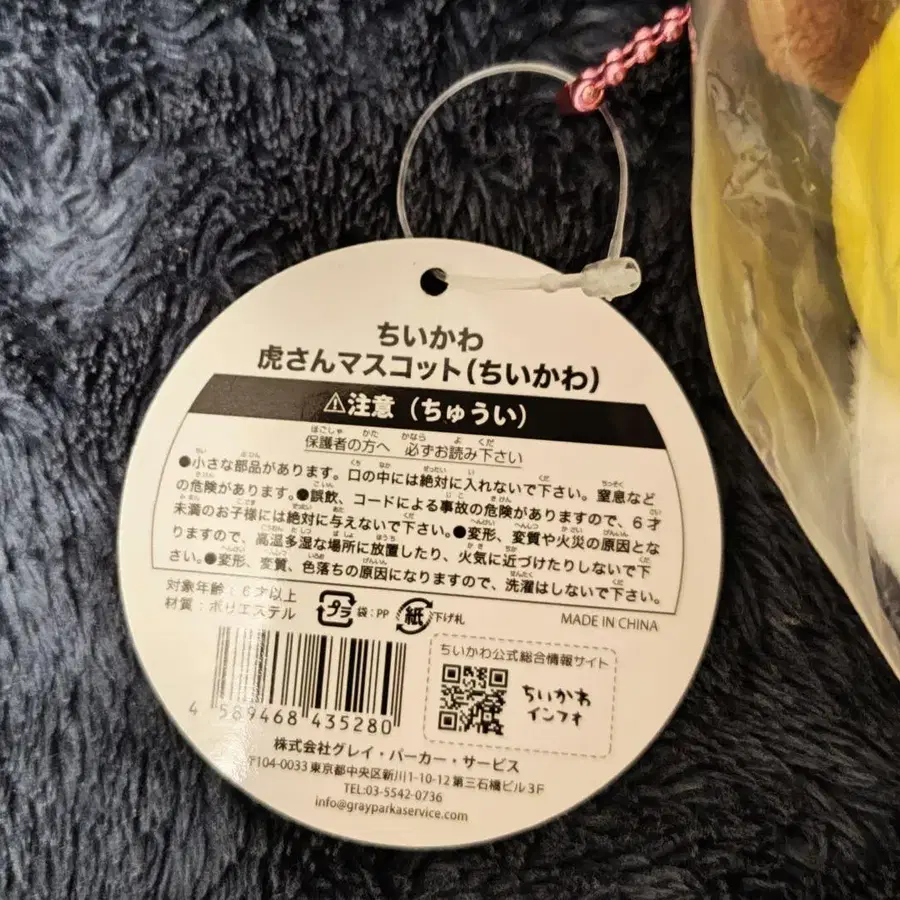 ちいかわ
虎さんマスコット(ちいかわ)
⚠注意(ちゅうい)
保護者の方へ 必ずお読み下さい
●小さな部品があります。口の中には絶対に入れないで下さい。窒息など
の危険があります。●誤飲、コードによる事故の危険がありますので、6才
未満のお子様には絶対に与えないで下さい。●変形、変質や火災の原因とな
りますので、高温多湿な場所に放置したり、火気に近づけたりしないで下
さい。●変形、変質、色落ちの原因になりますので、洗濯はしないで下さい。
対象年齢:6才以上
材質:ポリエステル
プラ 袋:PP 紙 下げ札
MADE IN CHINA
4 589468 435280
ちいかわ公式総合情報サイト
ちいかわ
インフォ
株式会社グレイ・パーカー・サービス
〒104-0033 東京都中央区新川1-10-12 第三石橋ビル3F
TEL:03-5542-0736
info@grayparkaservice.com